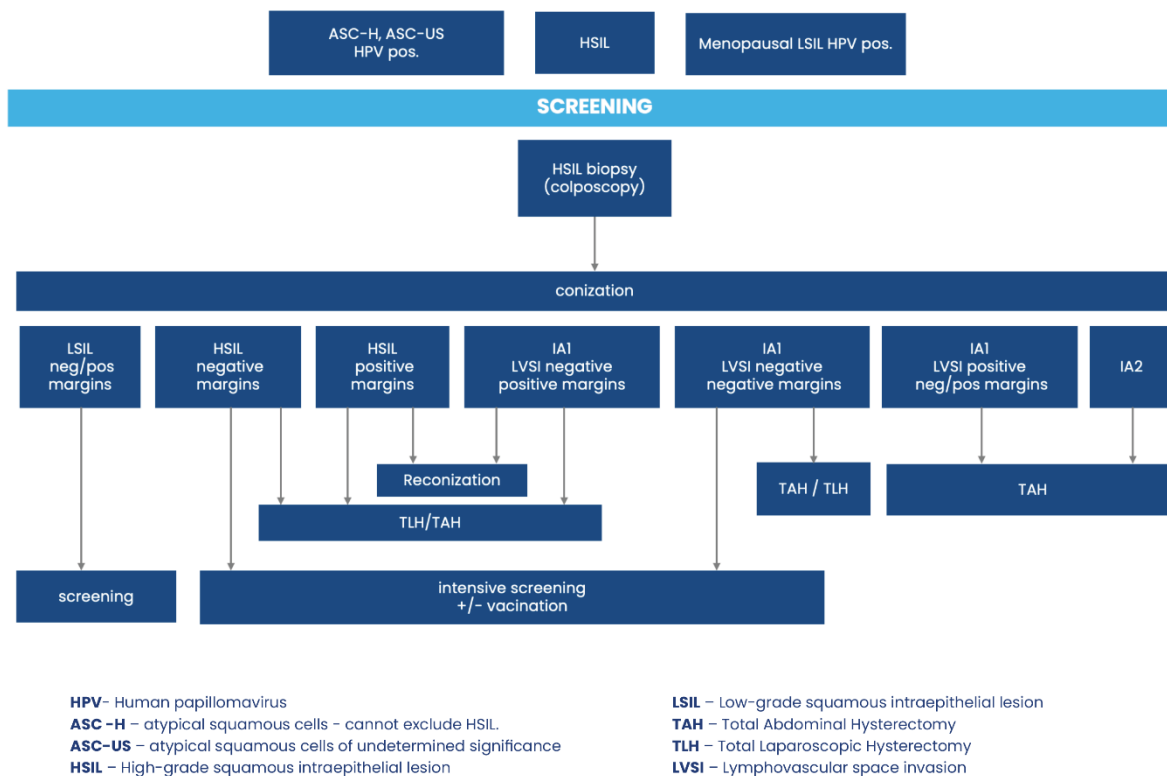 ASC-H, ASC-US
HPV pos.
HSIL
Menopausal LSIL HPV pos.
SCREENING
HSIL biopsy
(colposcopy)
conization
LSIL
neg/pos
margins
HSIL
negative
margins
HSIL
positive
margins
IA1
LVSI negative
positive margins
IA1
LVSI negative
negative margins
IA1
LVSI positive
neg/pos margins
IA2
Reconization
TAH / TLH
TAH
TLH/TAH
screening
intensive screening
+/- vacination
HPV- Human papillomavirus
ASC -H – atypical squamous cells - cannot exclude HSIL.
ASC-US – atypical squamous cells of undetermined significance
HSIL – High-grade squamous intraepithelial lesion
LSIL – Low-grade squamous intraepithelial lesion
TAH – Total Abdominal Hysterectomy
TLH – Total Laparoscopic Hysterectomy
LVSI – Lymphovascular space invasion